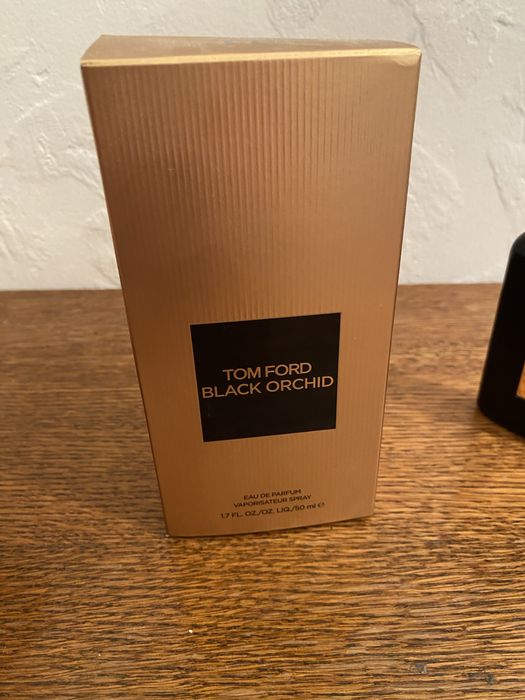 TOM FORD
BLACK ORCHID
EAU DE PARFUM
VAPORISATEUR SPRAY
1.7 FL. OZ./OZ. LIQ./50 ml ℮